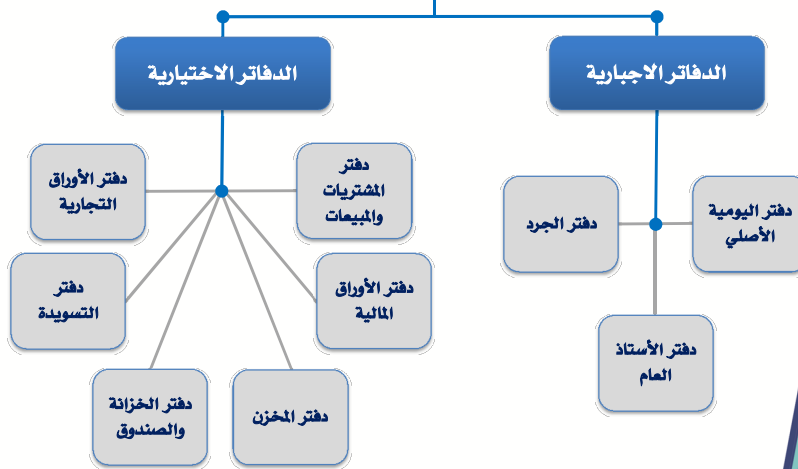 الدفاتر الاجبارية
دفتر اليومية
الأصلي
دفتر الجرد
دفتر الأستاذ
العام
الدفاتر الاختيارية
دفتر
المشتريات
والمبيعات
دفتر الأوراق
التجارية
دفتر الأوراق
المالية
دفتر
التسويدة
دفتر المخزن
دفتر الخزانة
والصندوق